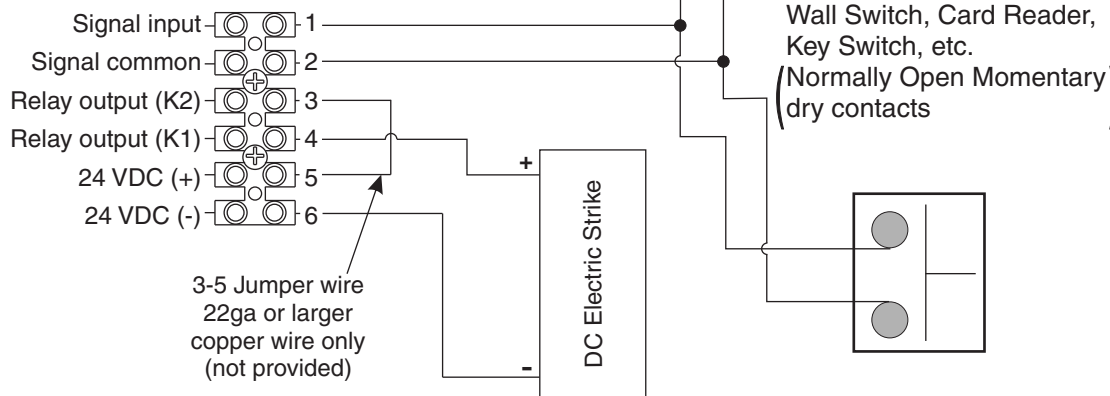 Signal input
1
Signal common
2
Relay output (K2)
3
Relay output (K1)
4
24 VDC (+)
5
24 VDC (-)
6
3-5 Jumper wire
22ga or larger
copper wire only
(not provided)
+
DC Electric Strike
-
Wall Switch, Card Reader,
Key Switch, etc.
(Normally Open Momentary
dry contacts)